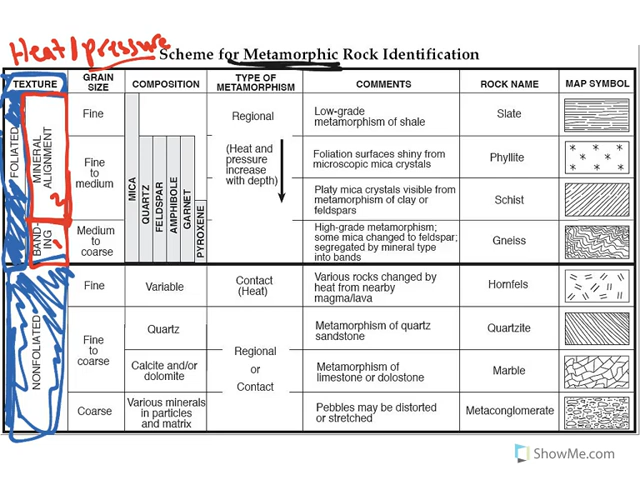 Heat/pressure
Scheme for Metamorphic Rock Identification
TEXTURE
GRAIN
SIZE
COMPOSITION
TYPE OF
METAMORPHISM
COMMENTS
ROCK NAME
MAP SYMBOL
FOLIATED
MINERAL
ALIGNMENT
2
Fine
MICA
Regional
Low-grade
metamorphism of shale
Slate
Fine
to
medium
QUARTZ
FELDSPAR
AMPHIBOLE
GARNET
(Heat and
pressure
increase
with depth)
Foliation surfaces shiny from
microscopic mica crystals
Phyllite
Platy mica crystals visible from
metamorphism of clay or
feldspars
Schist
BAND-
ING
Medium
to
coarse
PYROXENE
High-grade metamorphism;
some mica changed to feldspar;
segregated by mineral type
into bands
Gneiss
NONFOLIATED
Fine
Variable
Contact
(Heat)
Various rocks changed by
heat from nearby
magma/lava
Hornfels
Fine
to
coarse
Quartz
Regional
or
Contact
Metamorphism of quartz
sandstone
Quartzite
Calcite and/or
dolomite
Metamorphism of
limestone or dolostone
Marble
Coarse
Various minerals
in particles
and matrix
Pebbles may be distorted
or stretched
Metaconglomerate
ShowMe.com